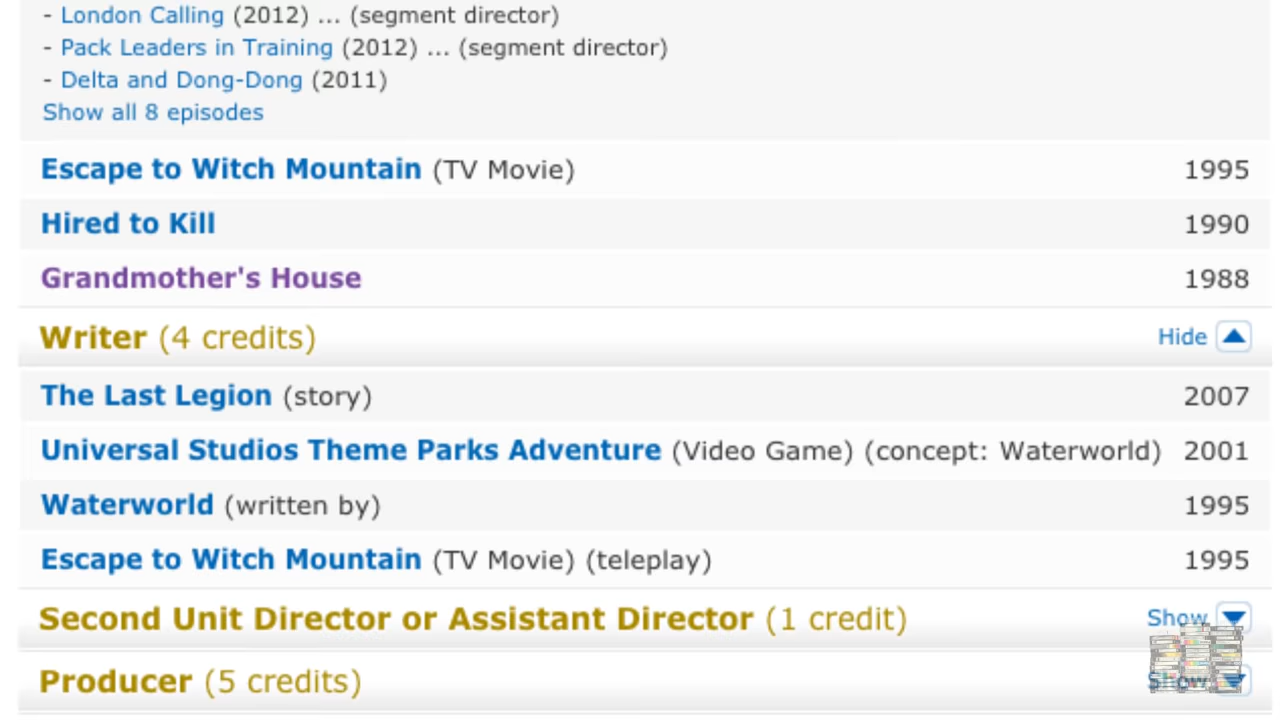 - London Calling (2012) ... (segment director)
- Pack Leaders in Training (2012) ... (segment director)
- Delta and Dong-Dong (2011)
Show all 8 episodes
Escape to Witch Mountain (TV Movie) 1995
Hired to Kill 1990
Grandmother's House 1988
Writer (4 credits) Hide
The Last Legion (story) 2007
Universal Studios Theme Parks Adventure (Video Game) (concept: Waterworld) 2001
Waterworld (written by) 1995
Escape to Witch Mountain (TV Movie) (teleplay) 1995
Second Unit Director or Assistant Director (1 credit) Show
Producer (5 credits) Show